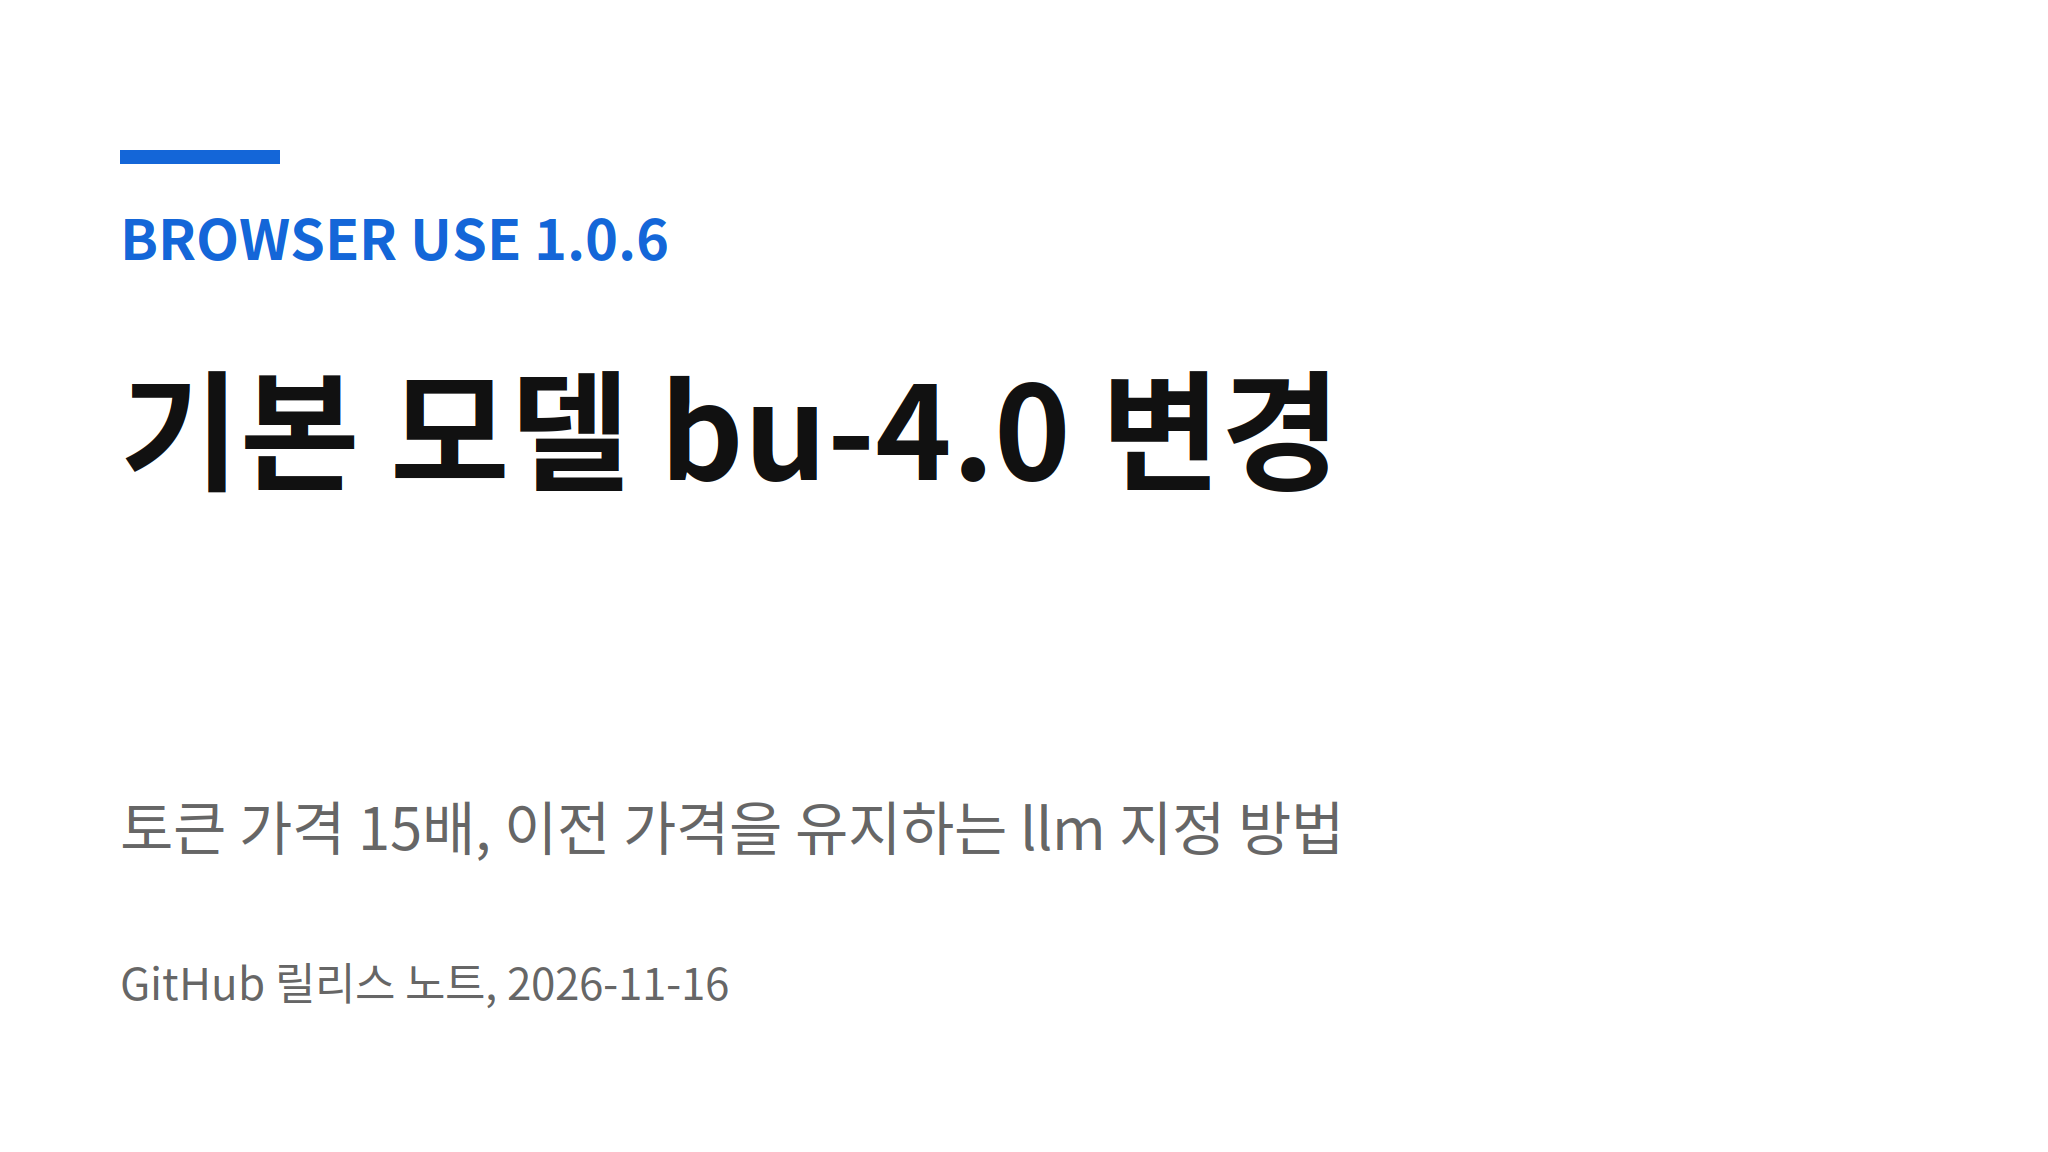 BROWSER USE 1.0.6
기본 모델 bu-4.0 변경
토큰 가격 15배, 이전 가격을 유지하는 llm 지정 방법
GitHub 릴리스 노트, 2026-11-16